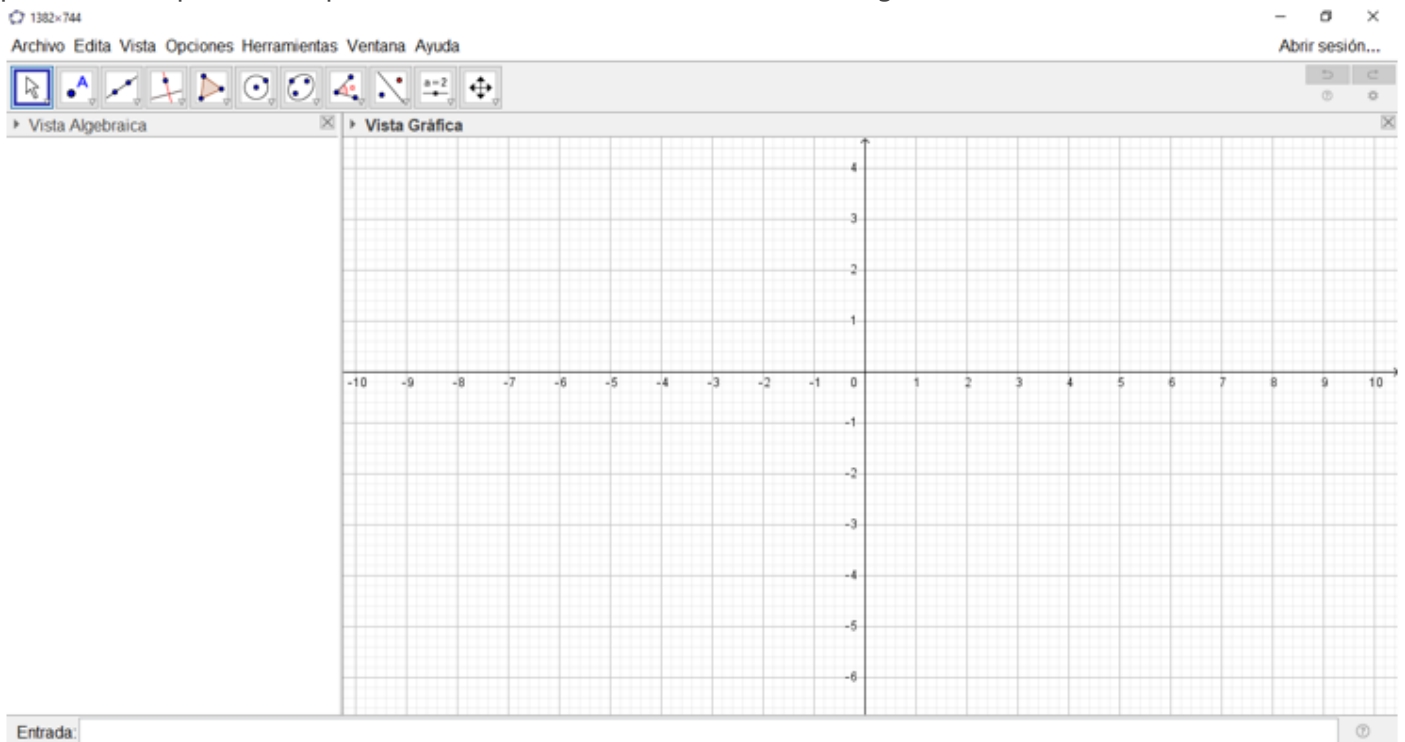 1382×744
Archivo Edita Vista Opciones Herramientas Ventana Ayuda
Abrir sesión...
A
a=2
Vista Algebraica
Vista Gráfica
4
3
2
1
-10 -9 -8 -7 -6 -5 -4 -3 -2 -1 0 1 2 3 4 5 6 7 8 9 10
-1
-2
-3
-4
-5
-6
Entrada: